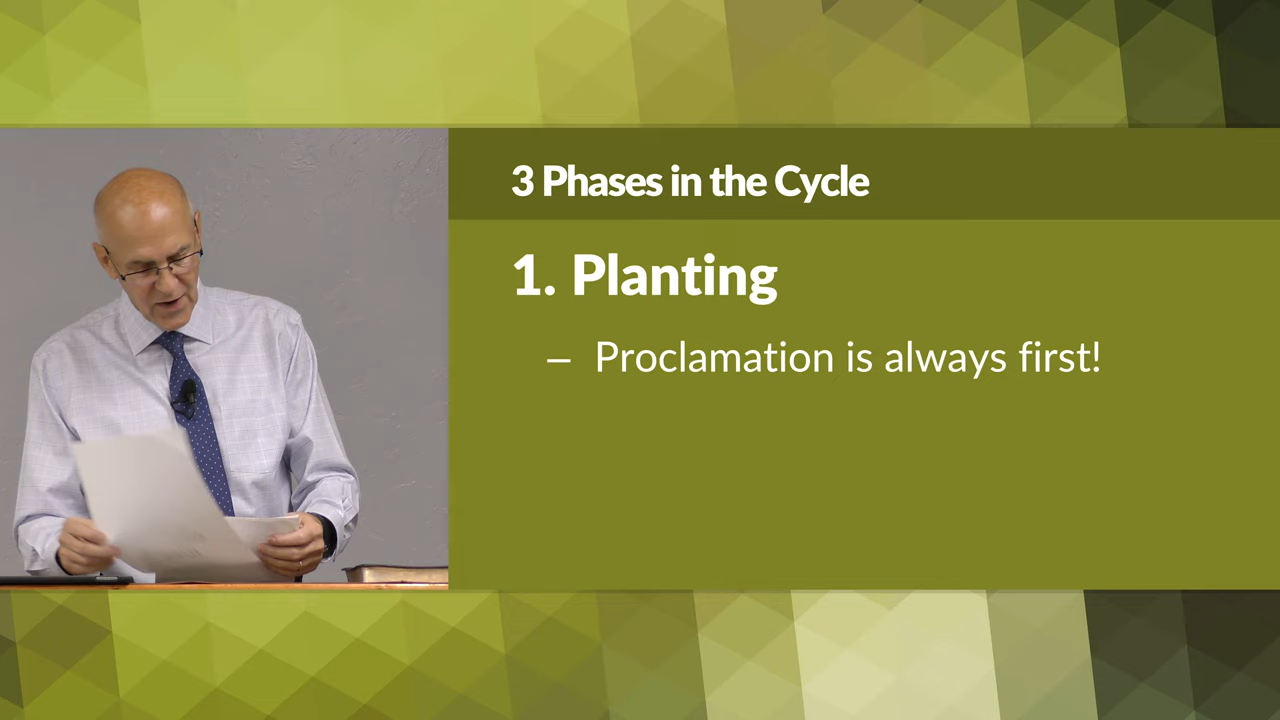 3 Phases in the Cycle
1. Planting
– Proclamation is always first!